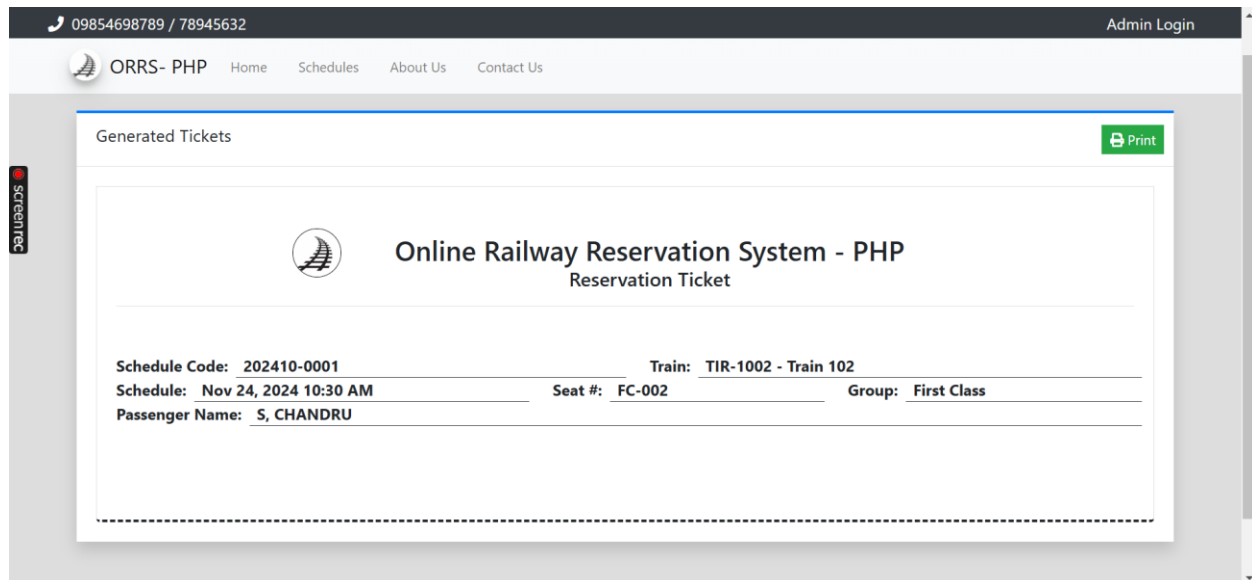 09854698789 / 78945632 Admin Login
ORRS- PHP Home Schedules About Us Contact Us
Generated Tickets Print
screenrec
Online Railway Reservation System - PHP
Reservation Ticket
Schedule Code: 202410-0001 Train: TIR-1002 - Train 102
Schedule: Nov 24, 2024 10:30 AM Seat #: FC-002 Group: First Class
Passenger Name: S, CHANDRU